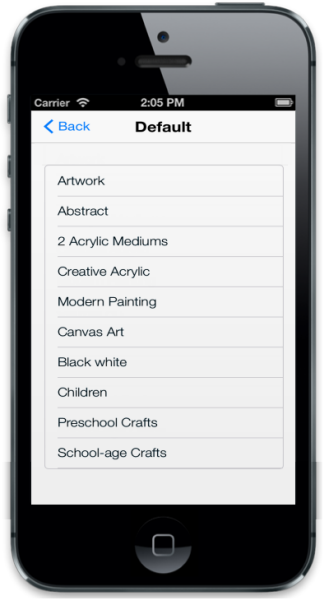 Carrier 2:05 PM
Back Default
Artwork
Abstract
2 Acrylic Mediums
Creative Acrylic
Modern Painting
Canvas Art
Black white
Children
Preschool Crafts
School-age Crafts